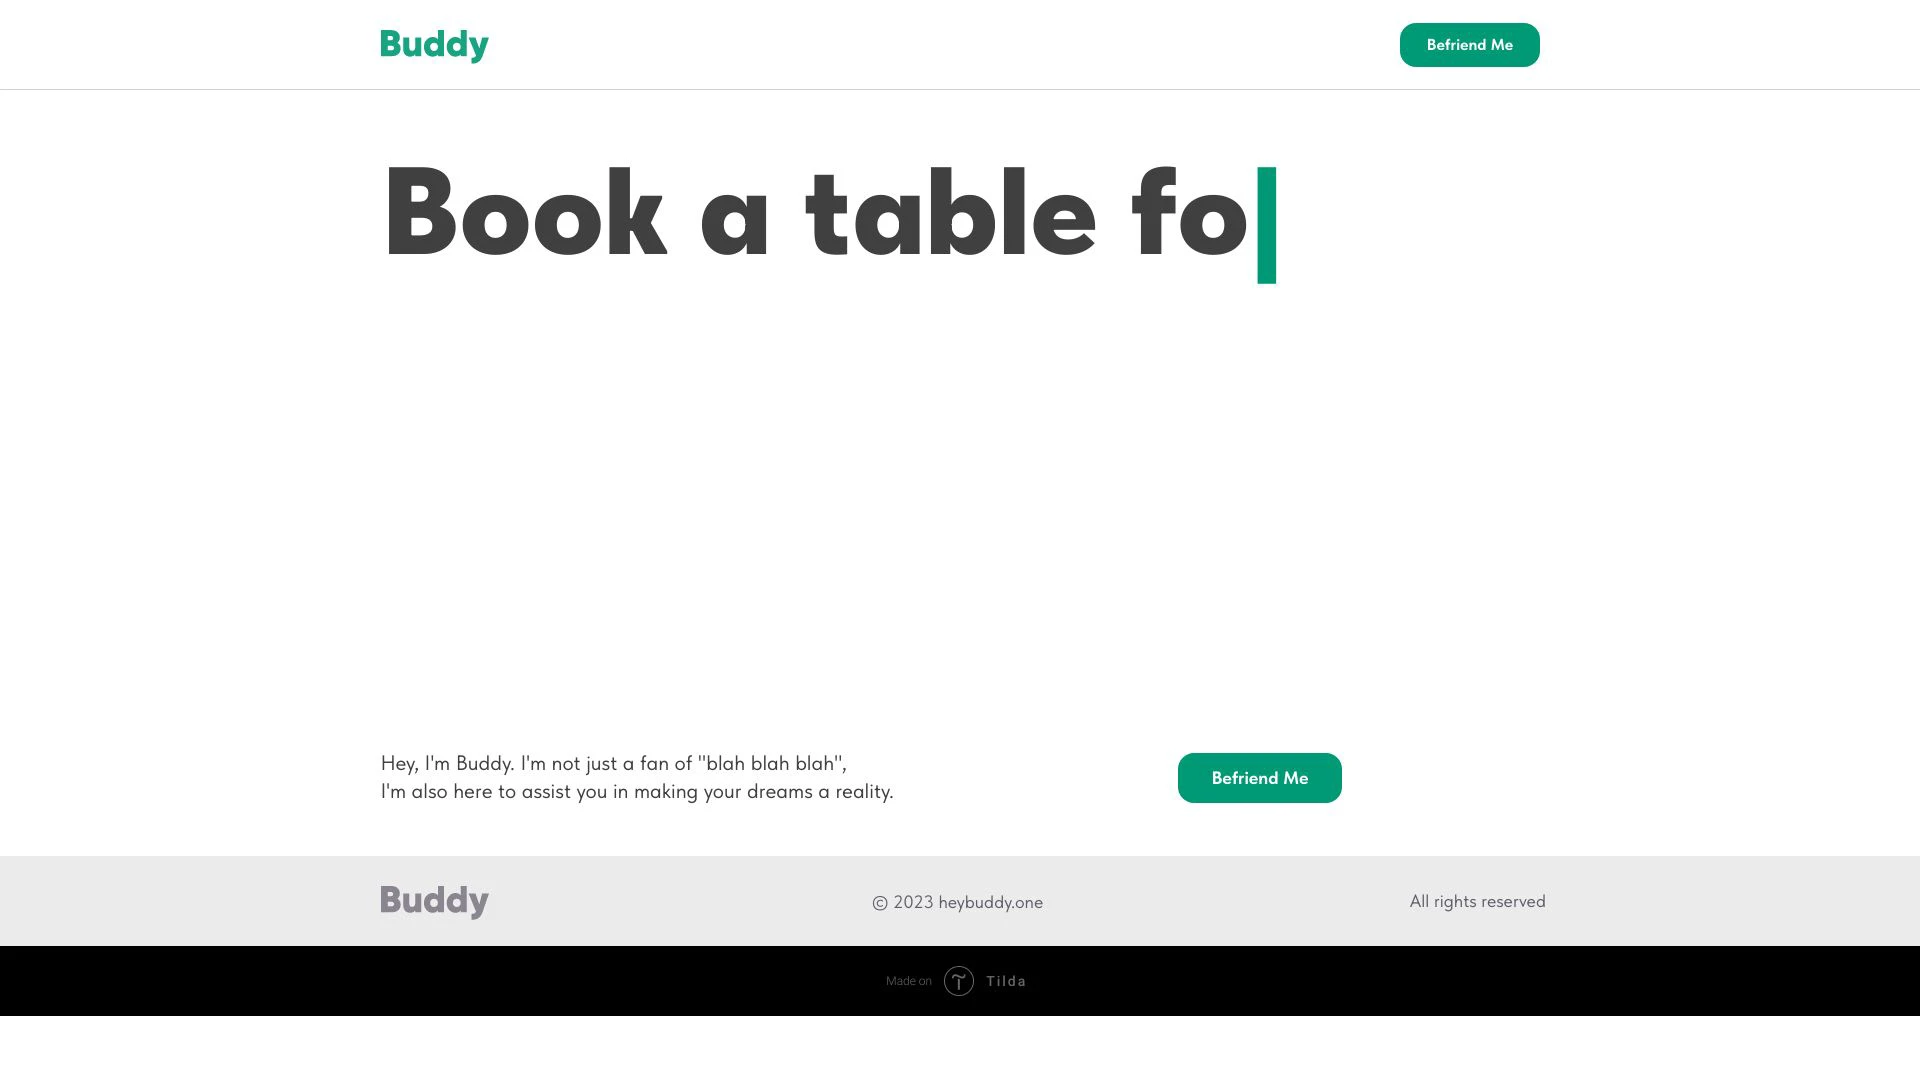 Buddy
Befriend Me
Book a table fo
Hey, I'm Buddy. I'm not just a fan of "blah blah blah",
I'm also here to assist you in making your dreams a reality.
Befriend Me
Buddy
© 2023 heybuddy.one
All rights reserved
Made on Tilda